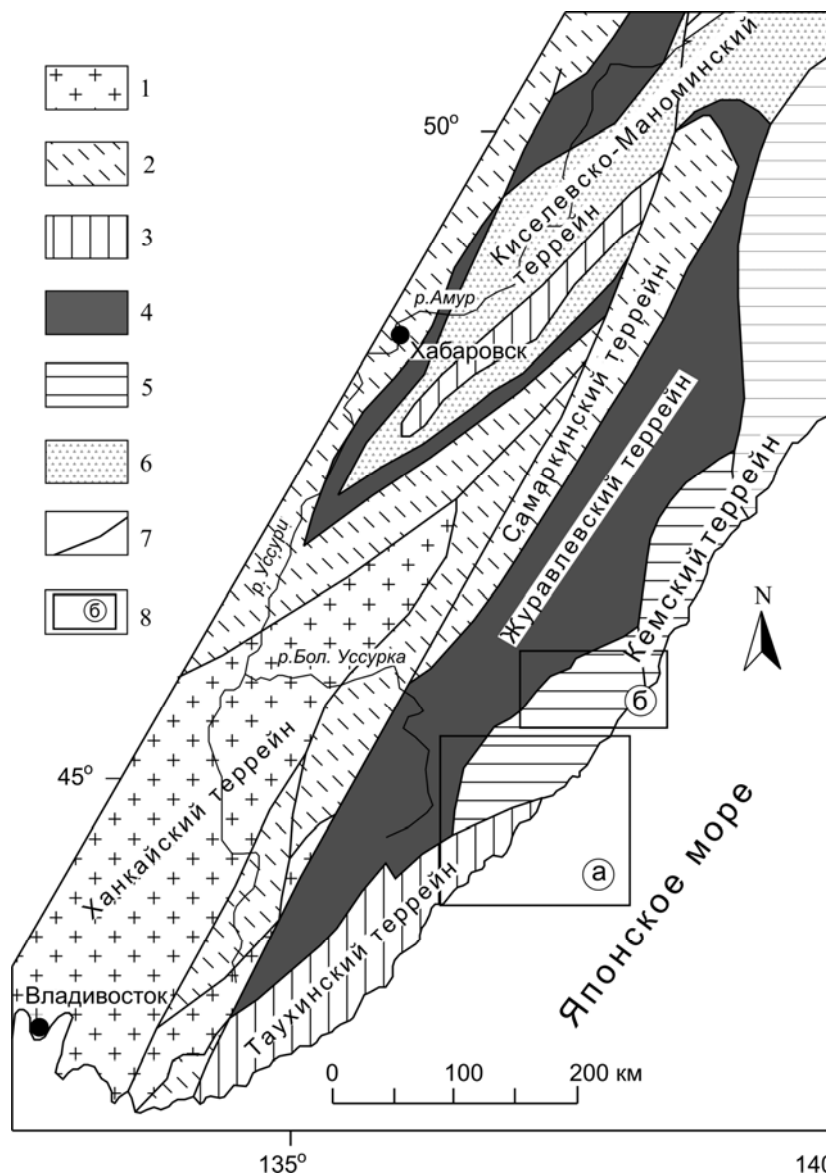 1
2
3
4
5
6
7
б
8
50°
45°
135°
140
Киселевско-Маноминский
террейн
р.Амур
Хабаровск
Самаркинский террейн
Журавлевский террейн
Кемский террейн
р. Уссури
р.Бол. Уссурка
N
б
а
Ханкайский террейн
Таухинский террейн
Японское море
Владивосток
0 100 200 км